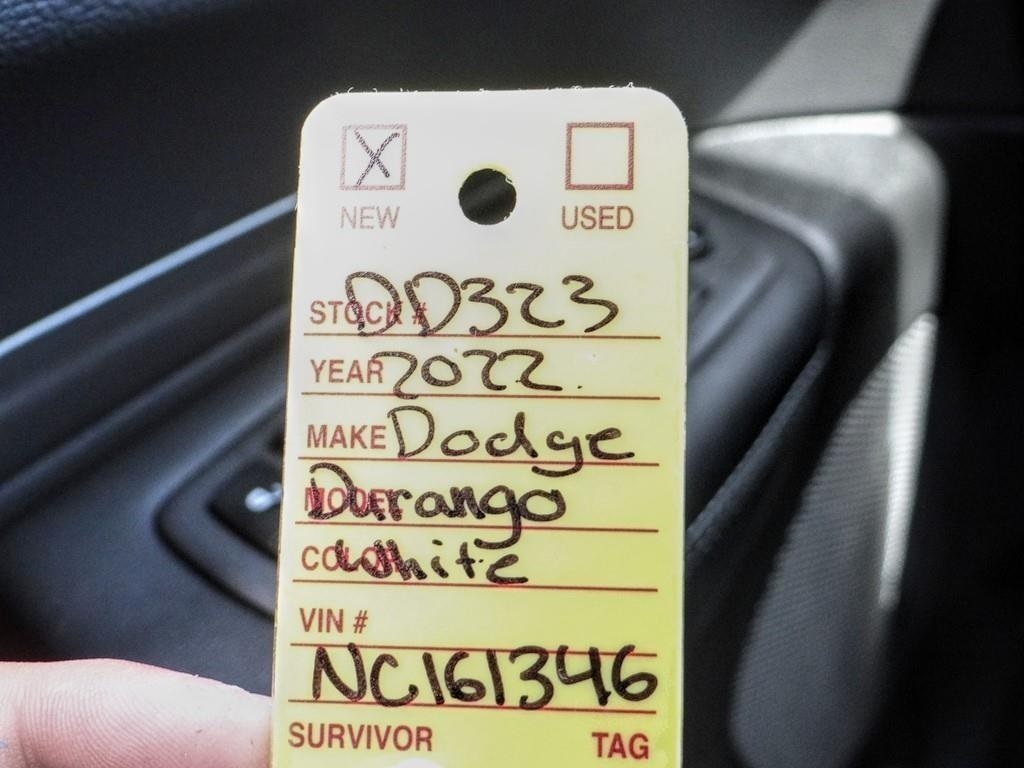 X
NEW USED
STOCK # DD323
YEAR 2022.
MAKE Dodge
MODEL Durango
COLOR White
VIN #
NC161346
SURVIVOR TAG